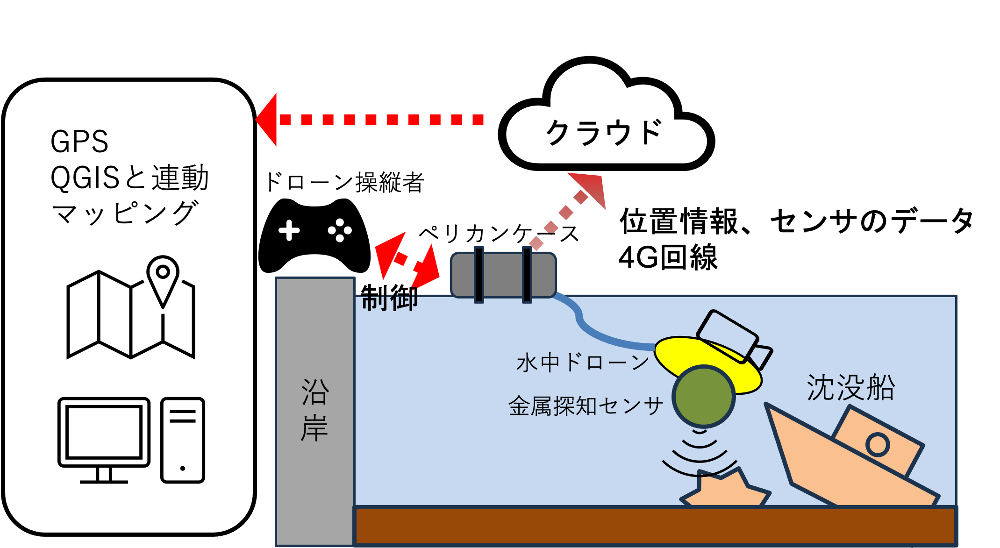 クラウド
GPS
QGISと連動
マッピング
ドローン操縦者
ペリカンケース
位置情報、センサのデータ
4G回線
制御
水中ドローン
金属探知センサ
沈没船
沿
岸